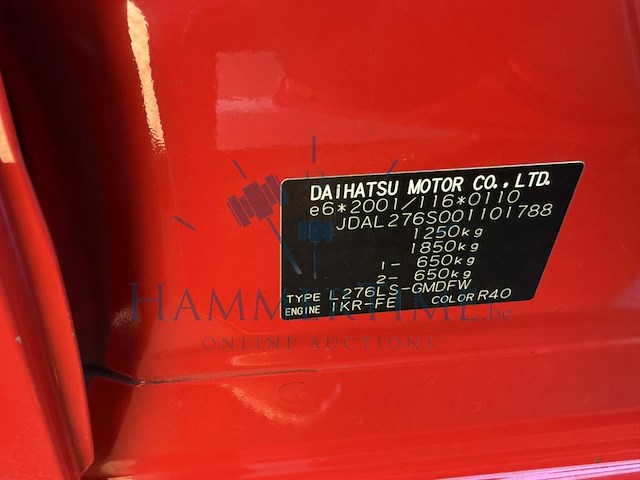 DAIHATSU MOTOR CO., LTD.
e6*2001/116*0110
JDAL276S001101788
1250kg
1850kg
1- 650kg
2- 650kg
TYPE L276LS-GMDFW
ENGINE 1KR-FE COLOR R40
HAMMERTIME.be
ONLINE AUCTIONS